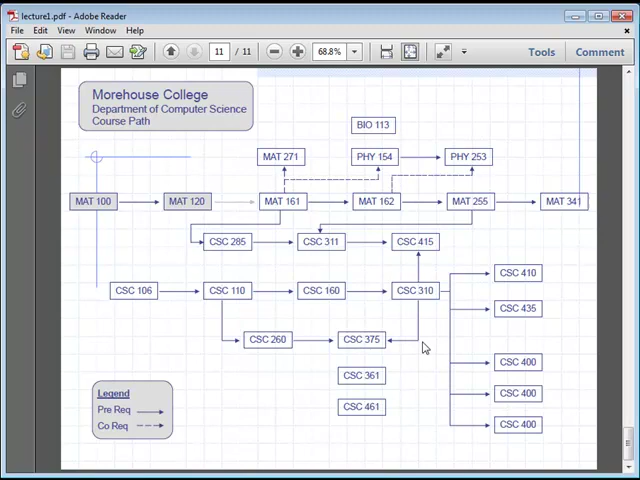 lecture1.pdf - Adobe Reader
File Edit View Window Help
11 / 11 68.8% Tools Comment
Morehouse College
Department of Computer Science
Course Path
BIO 113
MAT 271 PHY 154 PHY 253
MAT 100 MAT 120 MAT 161 MAT 162 MAT 255 MAT 341
CSC 285 CSC 311 CSC 415
CSC 410
CSC 106 CSC 110 CSC 160 CSC 310
CSC 435
CSC 260 CSC 375
CSC 400
CSC 361
CSC 400
CSC 461
CSC 400
Legend
Pre Req
Co Req